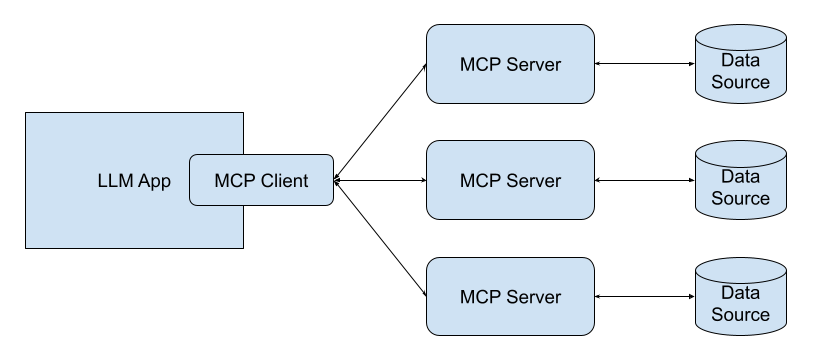 LLM App
MCP Client
MCP Server
Data
Source
MCP Server
Data
Source
MCP Server
Data
Source